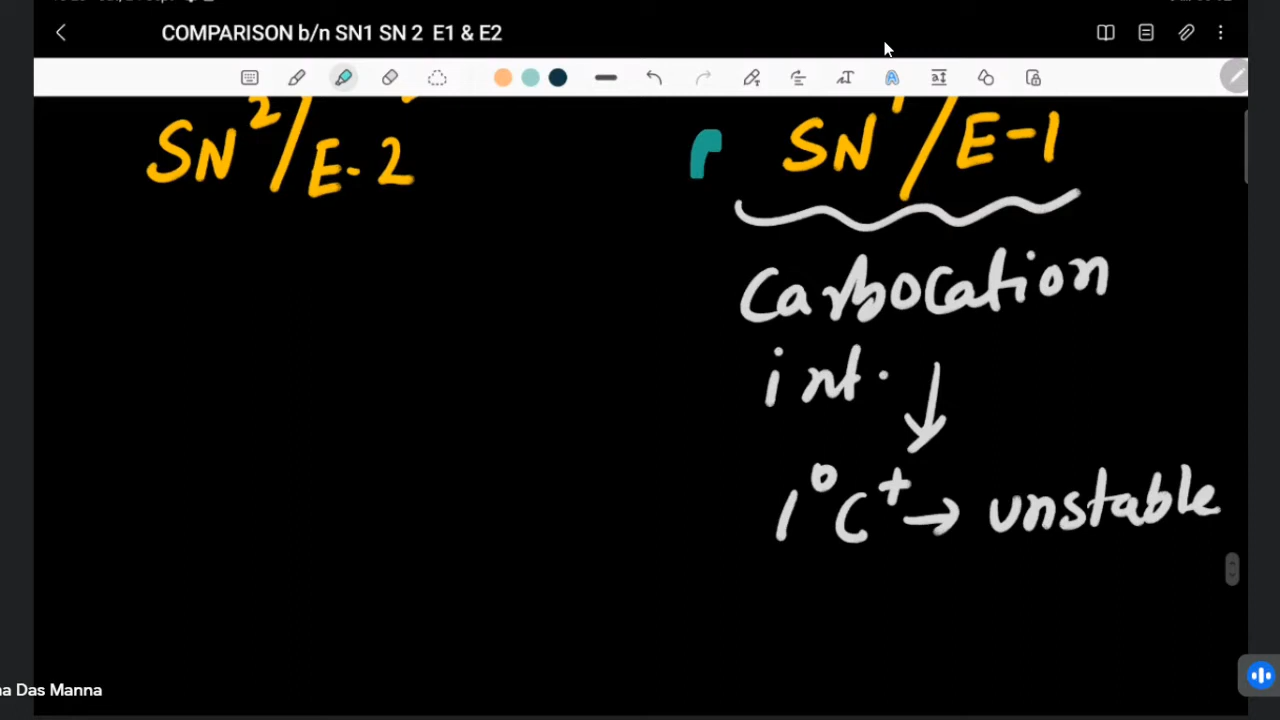 COMPARISON b/n SN1 SN 2 E1 & E2
SN2/E-2
SN1/E-1
Carbocation
int.
1°C+→ unstable
Das Manna